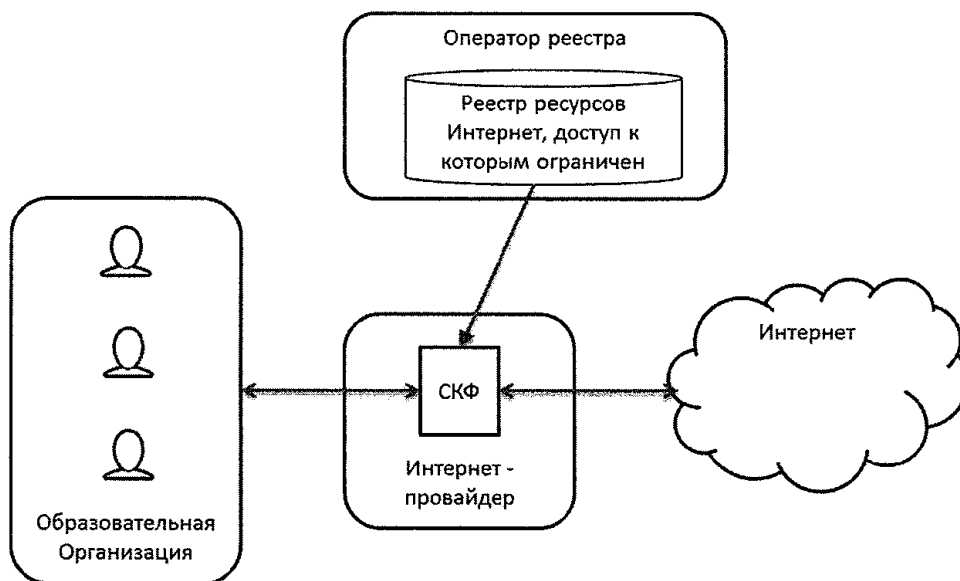 Оператор реестра
Реестр ресурсов
Интернет, доступ к
которым ограничен
Интернет
СКФ
Интернет -
провайдер
Образовательная
Организация